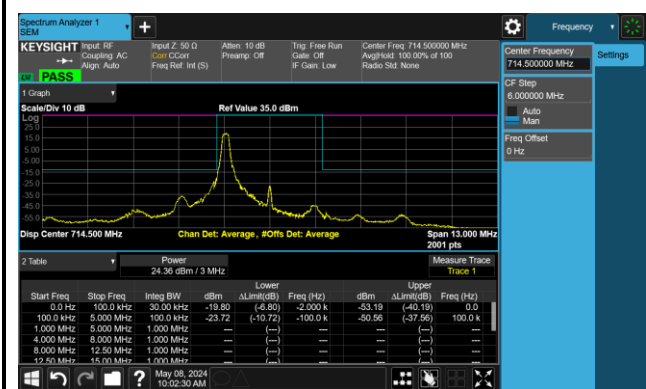 Spectrum Analyzer 1
SEM
+
Frequency
KEYSIGHT
Input: RF
Coupling: AC
Align: Auto
Input Z: 50 Ω
Corr CCorr
Freq Ref: Int (S)
Atten: 10 dB
Preamp: Off
Trig: Free Run
Gate: Off
IF Gain: Low
Center Freq: 714.500000 MHz
Avg|Hold: 100.00% of 100
Radio Std: None
PASS
Center Frequency
714.500000 MHz
Settings
CF Step
6.000000 MHz
Auto
Man
Freq Offset
0 Hz
1 Graph
Scale/Div 10 dB
Ref Value 35.0 dBm
Log
25.0
15.0
5.00
-5.00
-15.0
-25.0
-35.0
-45.0
-55.0
Disp Center 714.500 MHz
Chan Det: Average, #Offs Det: Average
Span 13.000 MHz
2001 pts
2 Table
Power
24.36 dBm / 3 MHz
Measure Trace
Trace 1
Lower Upper
Start Freq Stop Freq Integ BW dBm ΔLimit(dB) Freq (Hz) dBm ΔLimit(dB) Freq (Hz)
0.0 Hz 100.0 kHz 30.00 kHz -19.80 (-6.80) -2.000 k -53.19 (-40.19) 0.0
100.0 kHz 5.000 MHz 100.0 kHz -23.72 (-10.72) -100.0 k -50.56 (-37.56) 100.0 k
1.000 MHz 5.000 MHz 1.000 MHz --- (---) --- --- (---) ---
4.000 MHz 8.000 MHz 1.000 MHz --- (---) --- --- (---) ---
8.000 MHz 12.50 MHz 1.000 MHz --- (---) --- --- (---) ---
12.50 MHz 15.00 MHz 1.000 MHz --- (---) --- --- (---) ---
?
May 08, 2024
10:02:30 AM